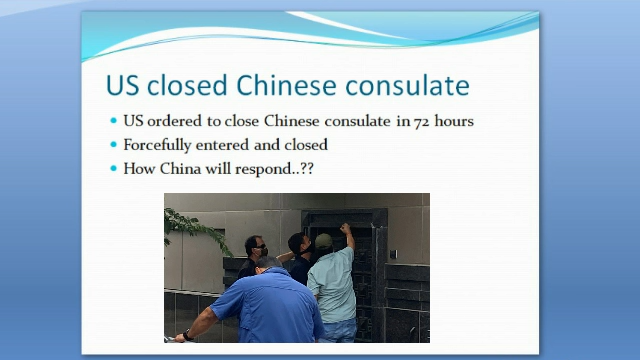 US closed Chinese consulate
US ordered to close Chinese consulate in 72 hours
Forcefully entered and closed
How China will respond..??